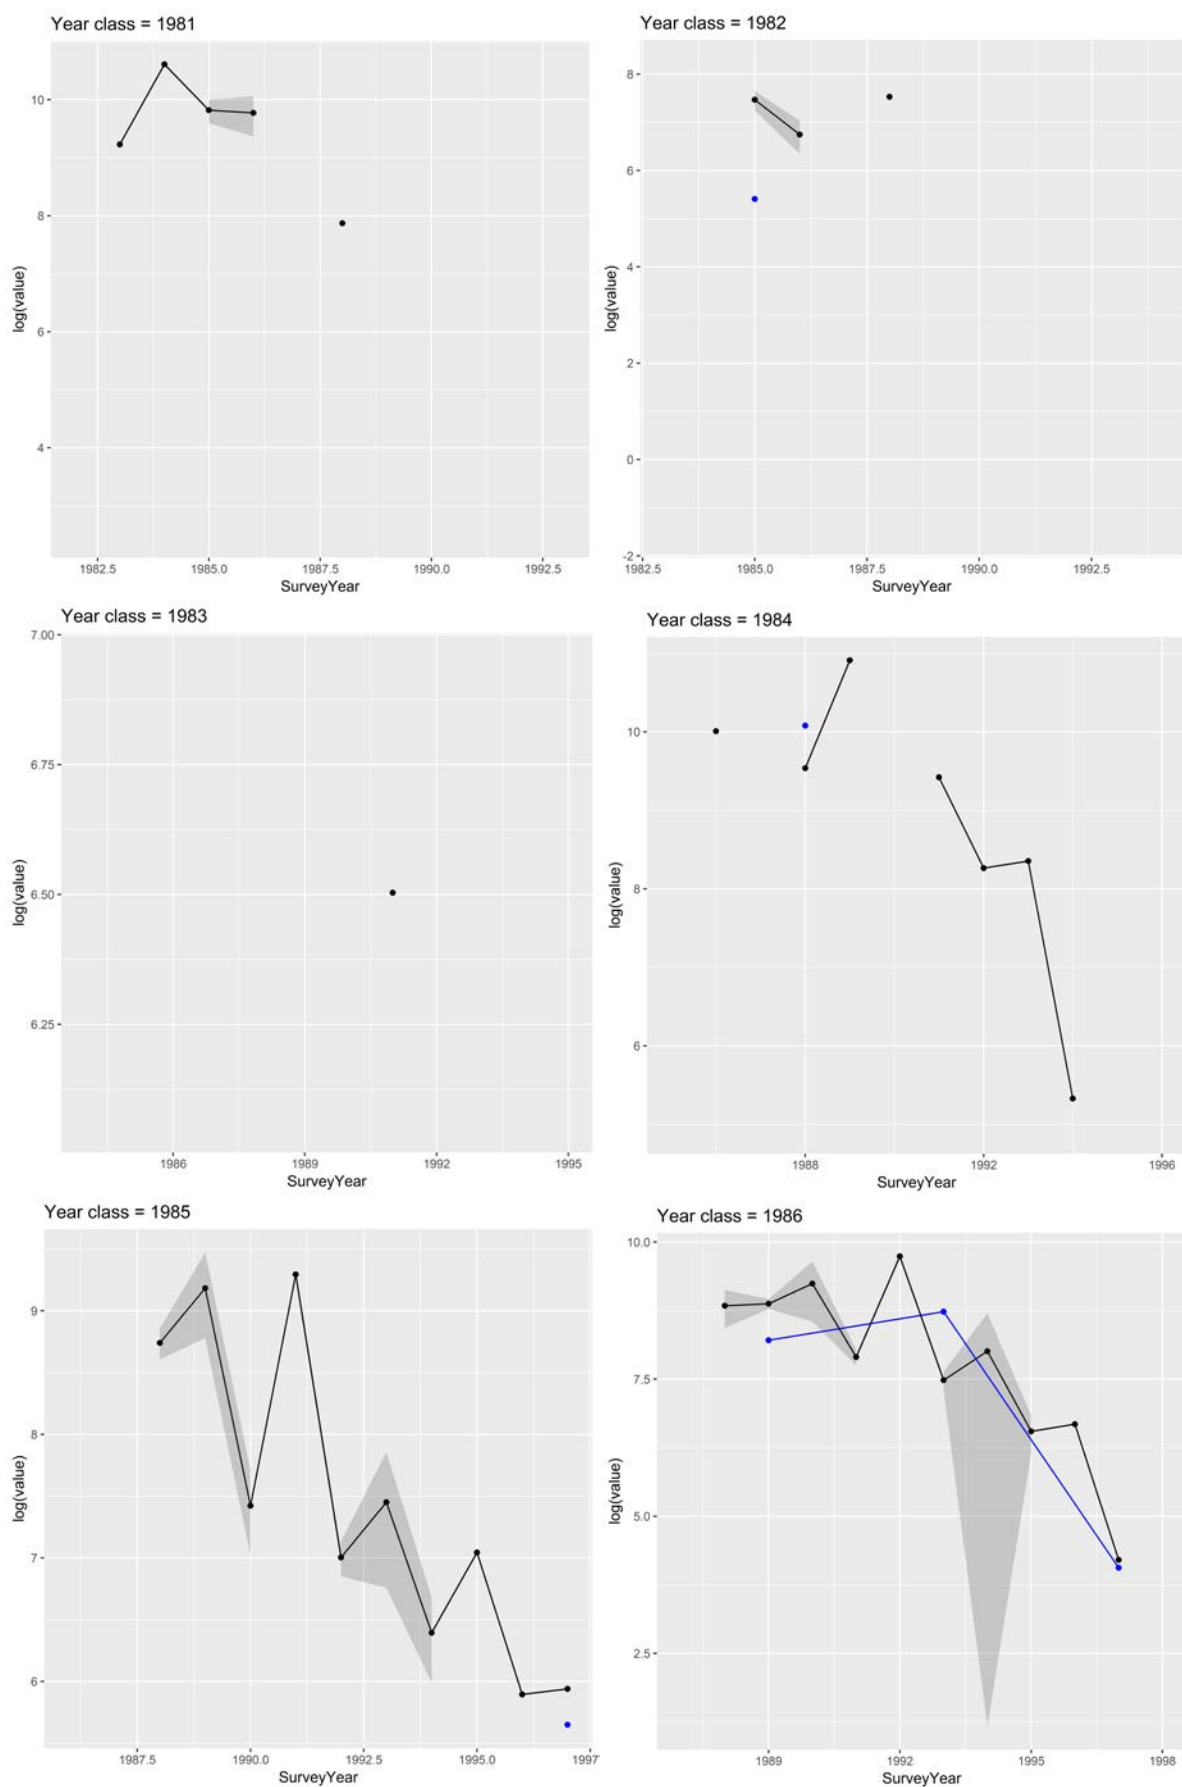 Year class = 1981
10
8
6
4
log(value)
1982.5 1985.0 1987.5 1990.0 1992.5
SurveyYear
Year class = 1982
8
6
4
2
0
-2
log(value)
1982.5 1985.0 1987.5 1990.0 1992.5
SurveyYear
Year class = 1983
7.00
6.75
6.50
6.25
log(value)
1986 1989 1992 1995
SurveyYear
Year class = 1984
10
8
6
log(value)
1988 1992 1996
SurveyYear
Year class = 1985
9
8
7
6
log(value)
1987.5 1990.0 1992.5 1995.0 1997
SurveyYear
Year class = 1986
10.0
7.5
5.0
2.5
log(value)
1989 1992 1995 1998
SurveyYear